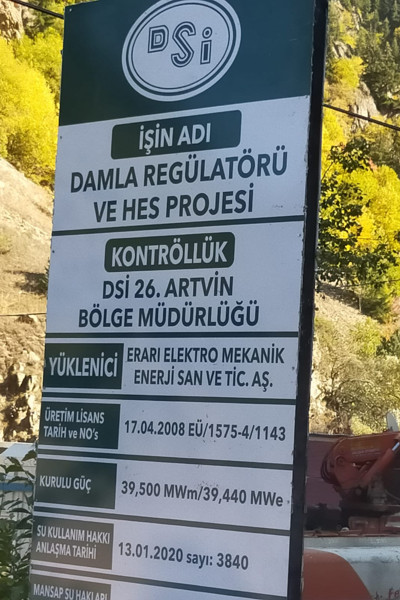 DSİ
İŞİN ADI
DAMLA REGÜLATÖRÜ
VE HES PROJESİ
KONTRÖLLÜK
DSİ 26. ARTVİN
BÖLGE MÜDÜRLÜĞÜ
YÜKLENİCİ
ERARI ELEKTRO MEKANİK
ENERJİ SAN VE TİC. AŞ.
ÜRETİM LİSANS
TARİH ve NO's
17.04.2008 EÜ/1575-4/1143
KURULU GÜÇ
39,500 MWm/39,440 MWe
SU KULLANIM HAKKI
ANLAŞMA TARİHİ
13.01.2020 sayı: 3840
MANSAP SU HAKLARI